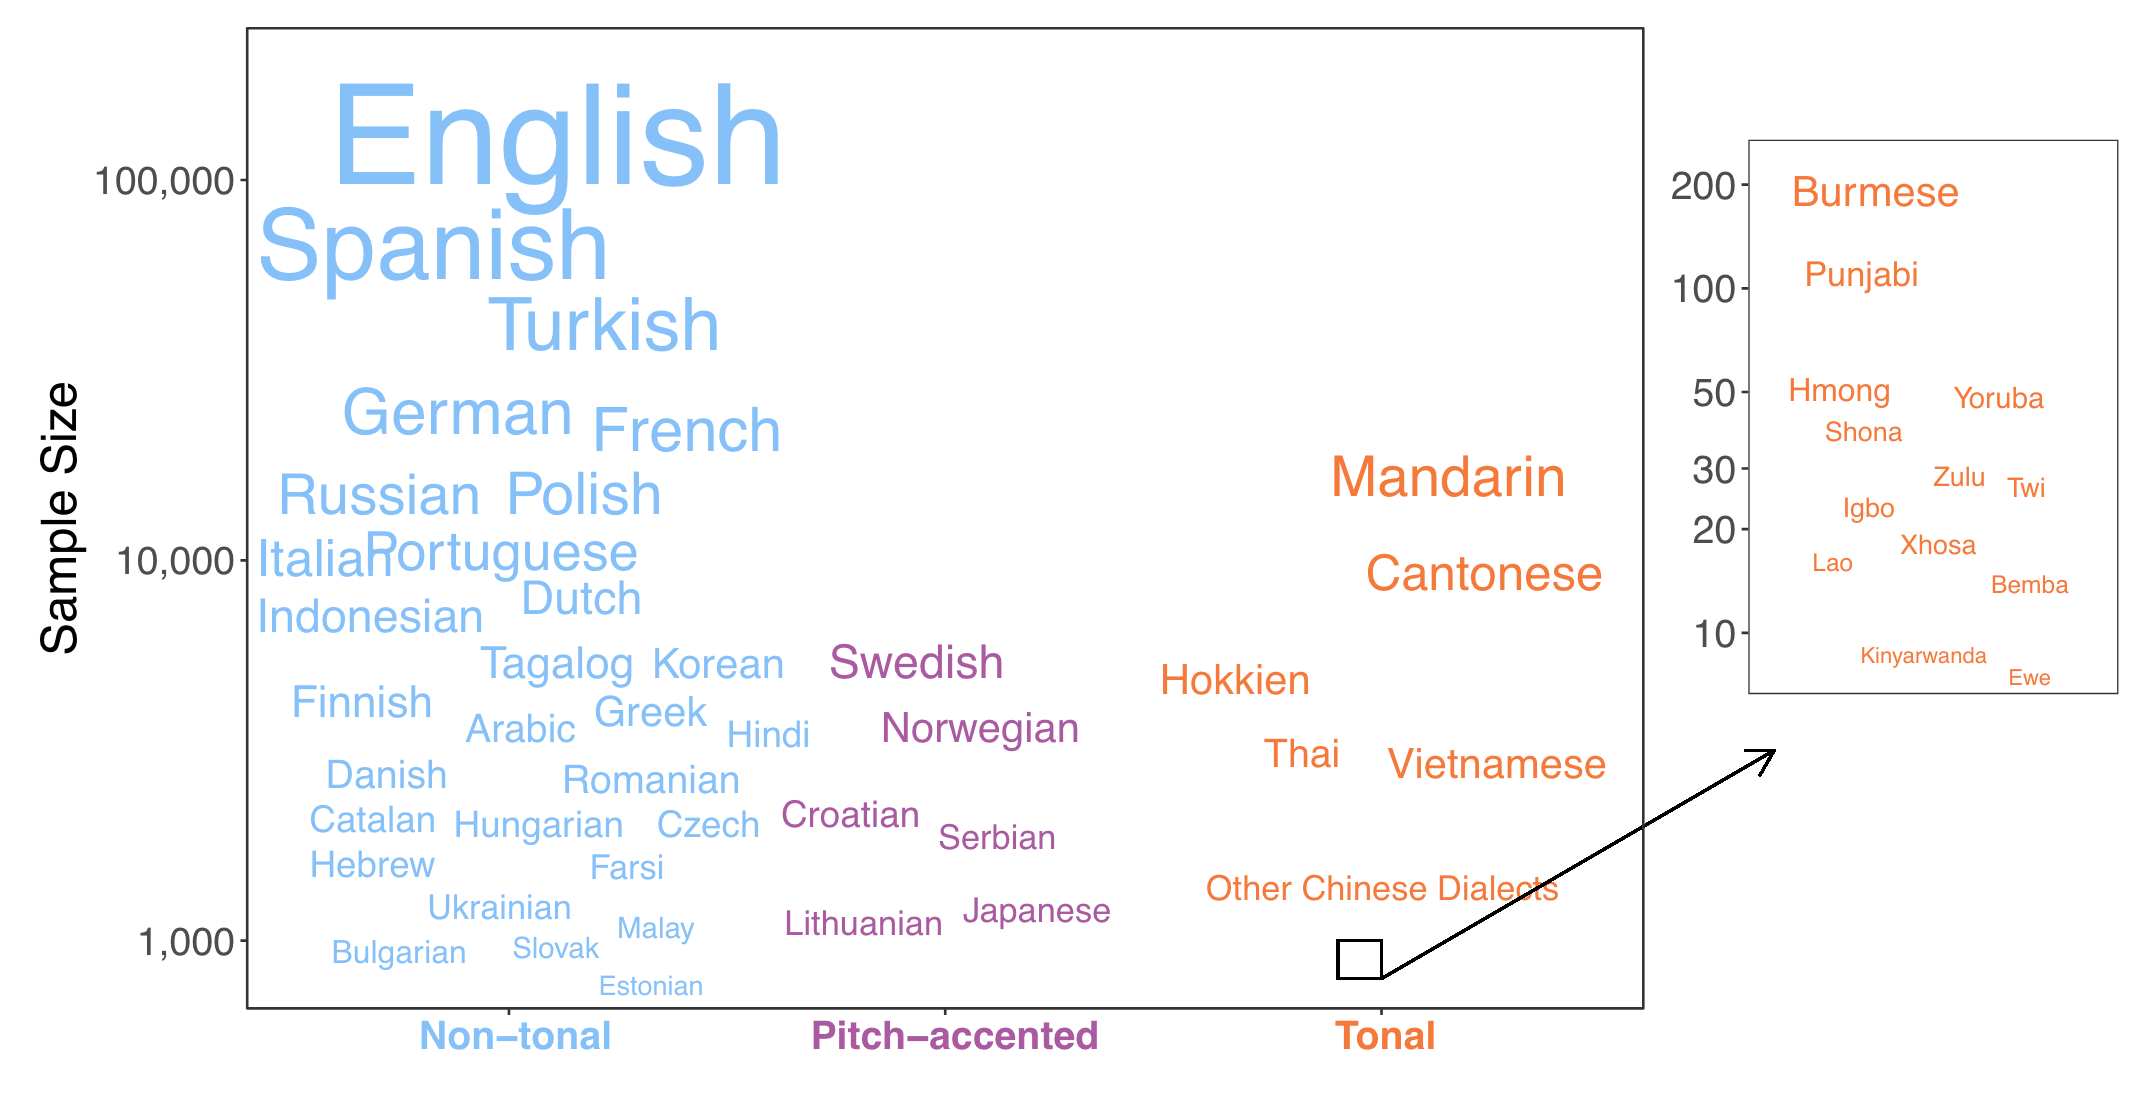 Sample Size
100,000
10,000
1,000
English
Spanish
Turkish
German
French
Russian
Polish
Italian
Portuguese
Dutch
Indonesian
Tagalog
Korean
Finnish
Greek
Arabic
Hindi
Danish
Romanian
Catalan
Hungarian
Czech
Hebrew
Farsi
Ukrainian
Malay
Bulgarian
Slovak
Estonian
Swedish
Norwegian
Croatian
Serbian
Japanese
Lithuanian
Mandarin
Cantonese
Hokkien
Thai
Vietnamese
Other Chinese Dialects
Non–tonal
Pitch–accented
Tonal
200
100
50
30
20
10
Burmese
Punjabi
Hmong
Yoruba
Shona
Zulu
Twi
Igbo
Xhosa
Lao
Bemba
Kinyarwanda
Ewe